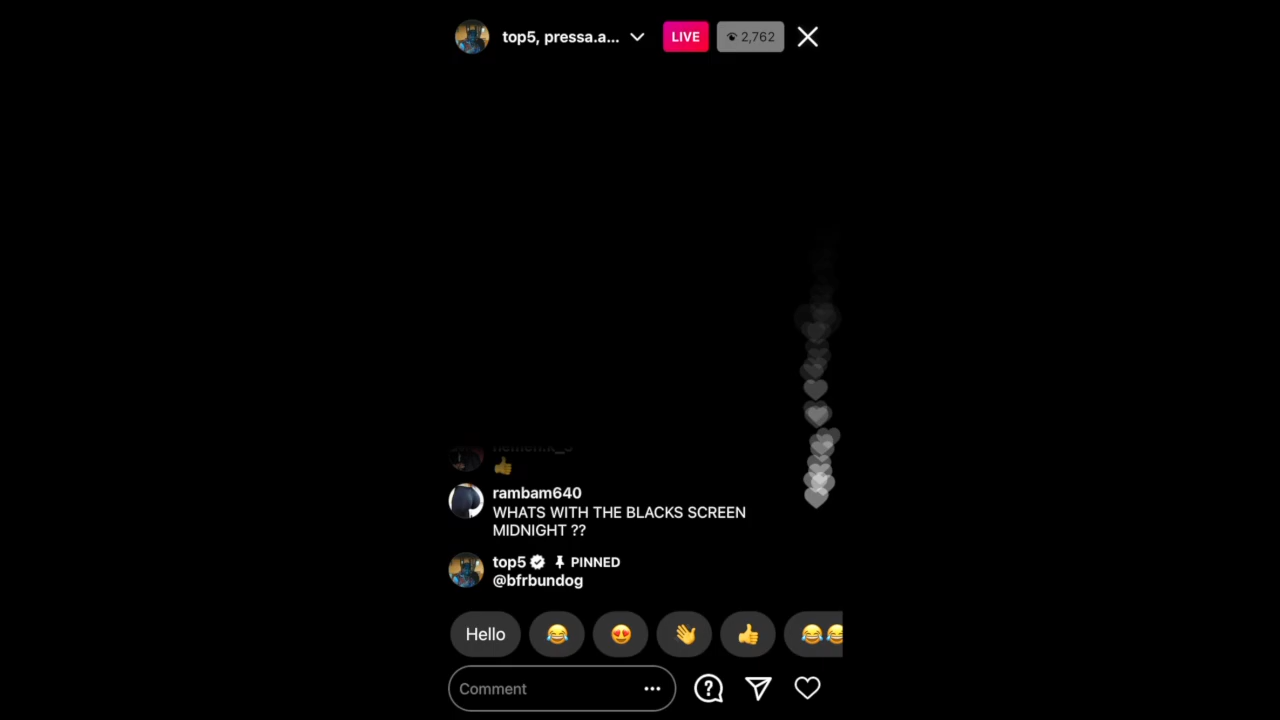 top5, pressa.a...
LIVE
2,762
rambam640
WHATS WITH THE BLACKS SCREEN
MIDNIGHT ??
top5 PINNED
@bfrbundog
Hello
Comment